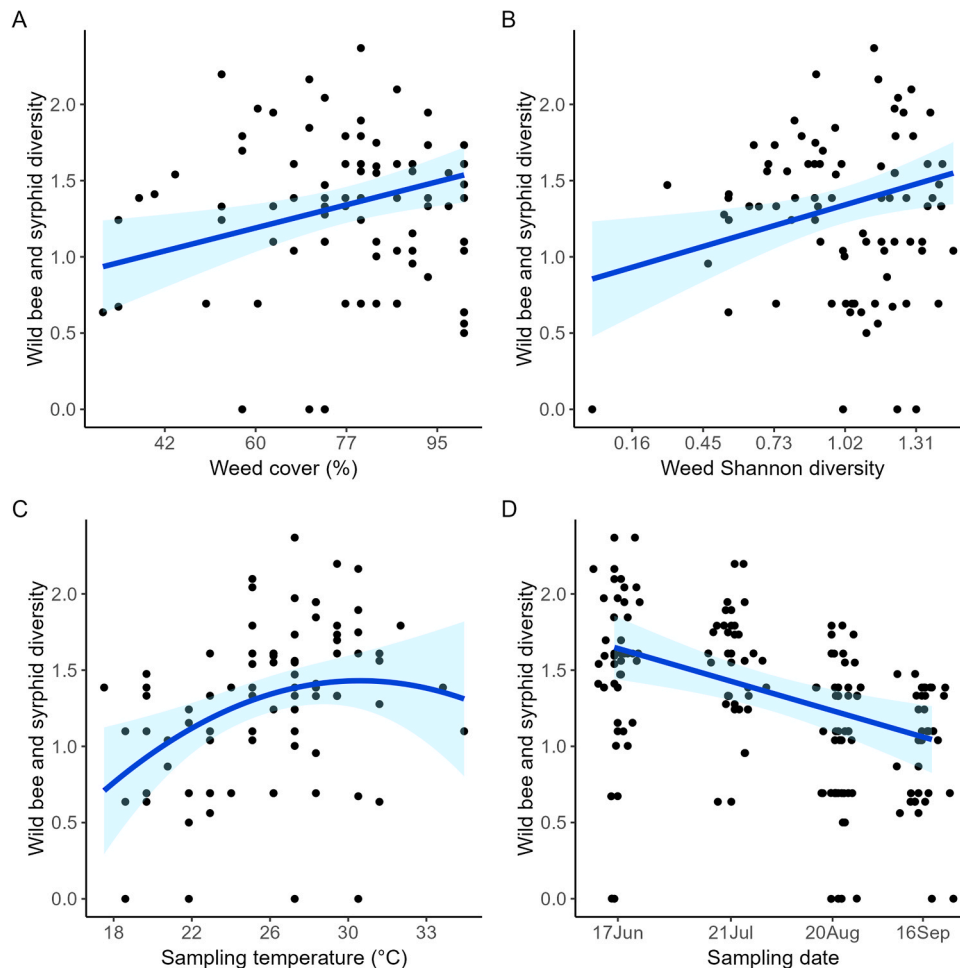 A
B
Wild bee and syrphid diversity
2.0
1.5
1.0
0.5
0.0
42 60 77 95
Weed cover (%)
Wild bee and syrphid diversity
2.0
1.5
1.0
0.5
0.0
0.16 0.45 0.73 1.02 1.31
Weed Shannon diversity
C
D
Wild bee and syrphid diversity
2.0
1.5
1.0
0.5
0.0
18 22 26 30 33
Sampling temperature (°C)
Wild bee and syrphid diversity
2.0
1.5
1.0
0.5
0.0
17Jun 21Jul 20Aug 16Sep
Sampling date